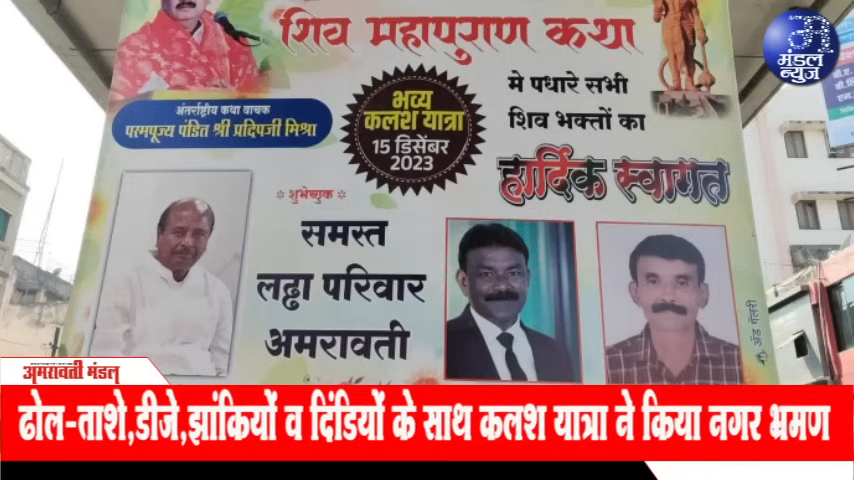 शिव महापुराण कथा
मंडल
न्यूज
मे पधारे सभी
शिव भक्तों का
हार्दिक स्वागत
अंतर्राष्ट्रीय कथा वाचक
परमपूज्य पंडित श्री प्रदिपजी मिश्रा
भव्य
कलश यात्रा
15 डिसेंबर
2023
शुभेच्छुक
समस्त
लढ्ढा परिवार
अमरावती
अमरावती मंडल
ढोल-ताशे,डीजे,झांकियों व दिंडियों के साथ कलश यात्रा ने किया नगर भ्रमण